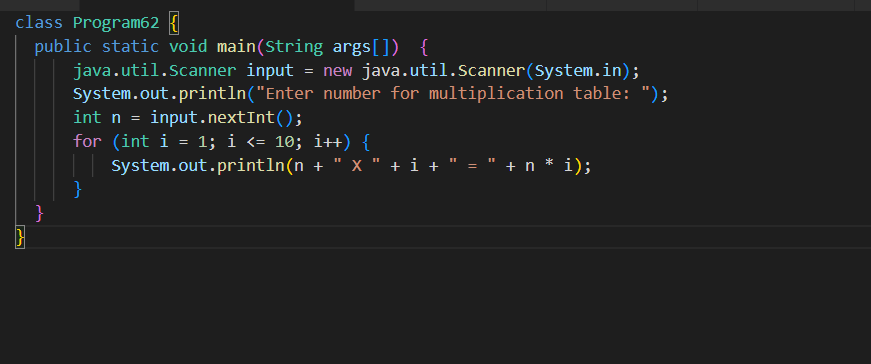 class Program62 {
public static void main(String args[])  {
java.util.Scanner input = new java.util.Scanner(System.in);
System.out.println("Enter number for multiplication table: ");
int n = input.nextInt();
for (int i = 1; i <= 10; i++) {
System.out.println(n + " X " + i + " = " + n * i);
}
}
}